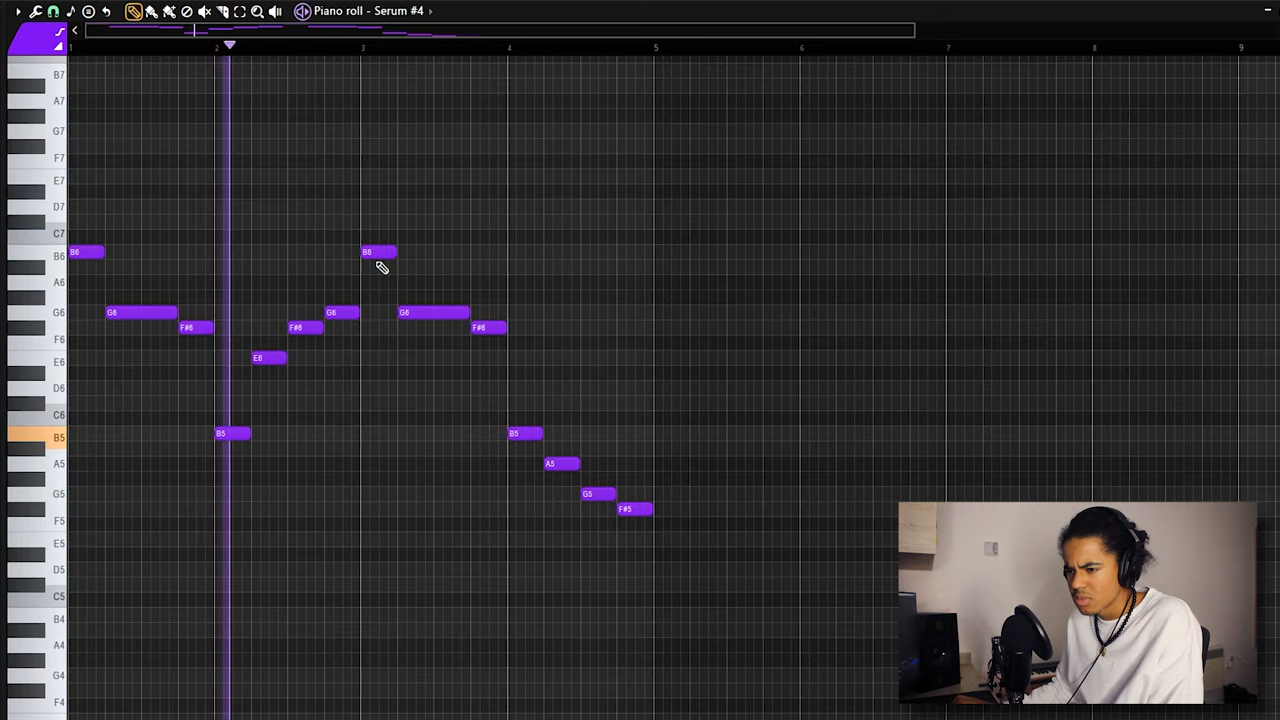 Piano roll - Serum #4
1 2 3 4 5 6 7 8 9
B7
A7
G7
F7
E7
D7
C7
B6 B6 B6
A6
G6 G6 G6 G6
F#6 F#6 F#6
F6
E6 E6
D6
C6
B5 B5 B5
A5 A5
G5 G5
F#5
F5
E5
D5
C5
B4
A4
G4
F4